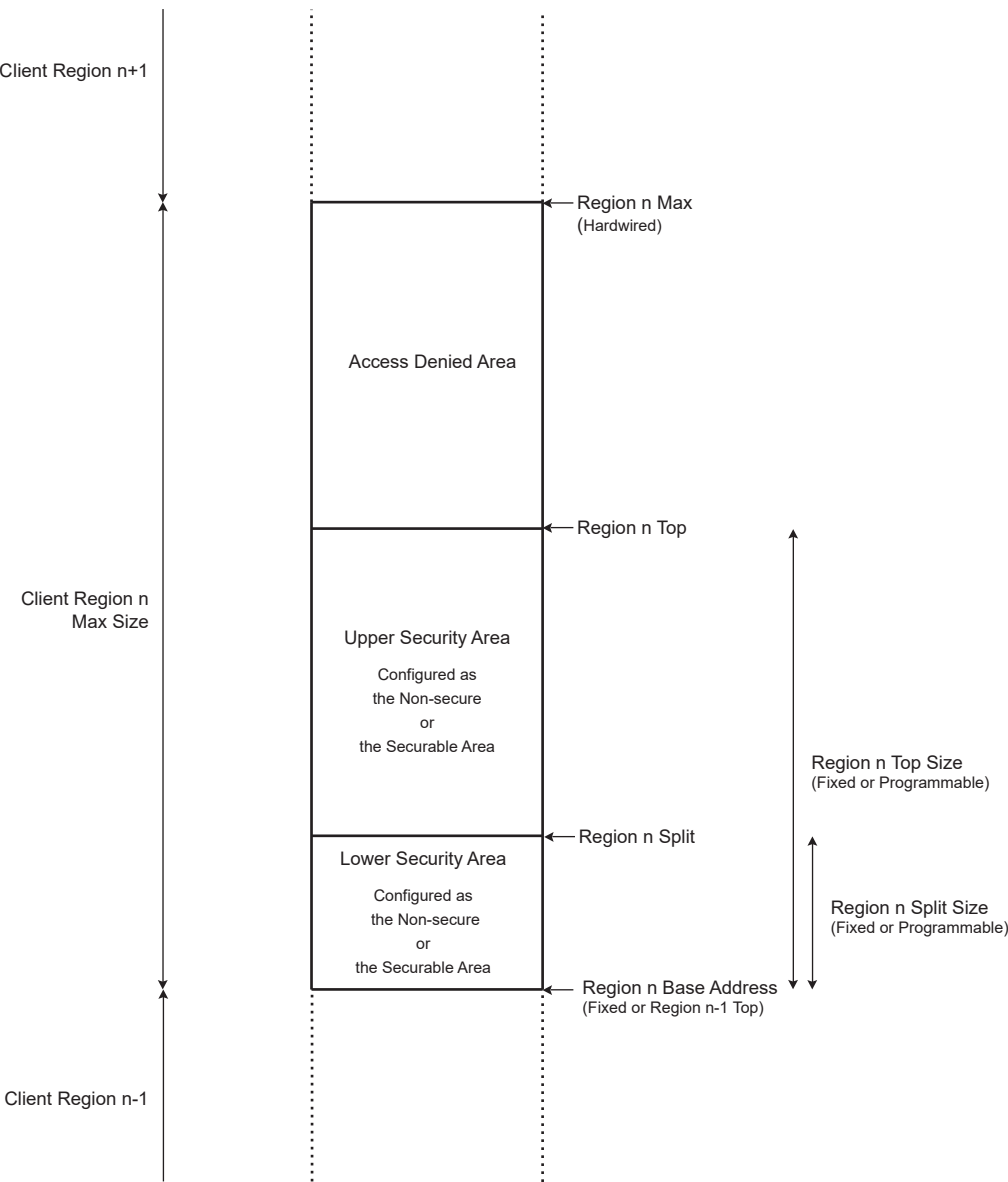 Client Region n+1
Region n Max
(Hardwired)
Access Denied Area
Region n Top
Client Region n
Max Size
Upper Security Area
Configured as
the Non-secure
or
the Securable Area
Region n Top Size
(Fixed or Programmable)
Region n Split
Lower Security Area
Configured as
the Non-secure
or
the Securable Area
Region n Split Size
(Fixed or Programmable)
Region n Base Address
(Fixed or Region n-1 Top)
Client Region n-1